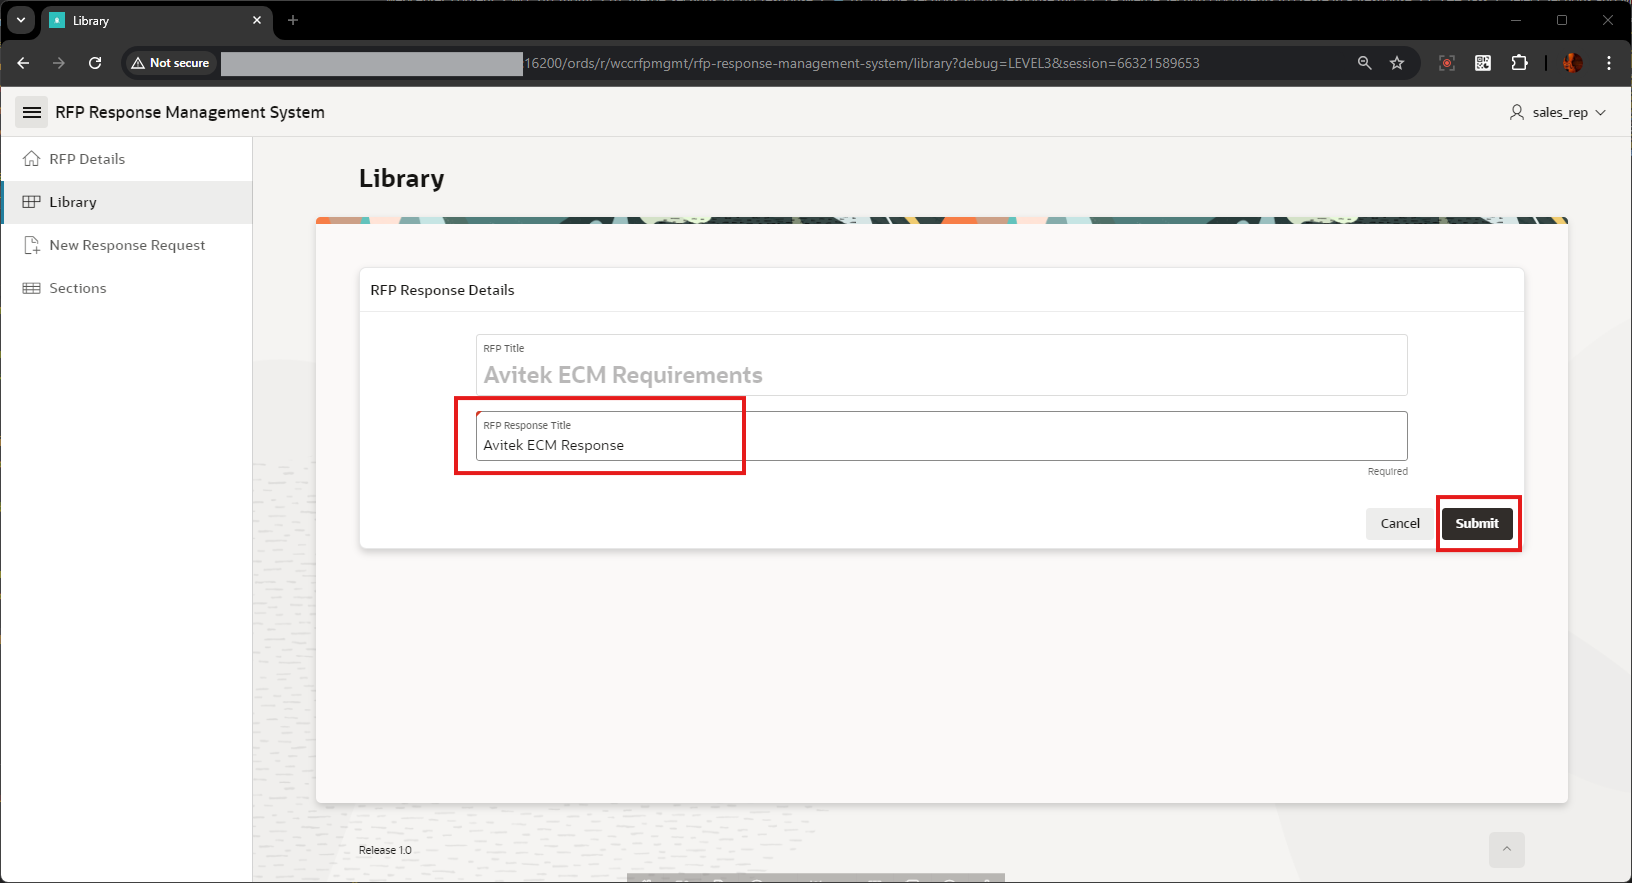 Library
Not secure
16200/ords/r/wccrfpmgmt/rfp-response-management-system/library?debug=LEVEL3&session=66321589653
RFP Response Management System
sales_rep
RFP Details
Library
New Response Request
Sections
Library
RFP Response Details
RFP Title
Avitek ECM Requirements
RFP Response Title
Avitek ECM Response
Required
Cancel
Submit
Release 1.0